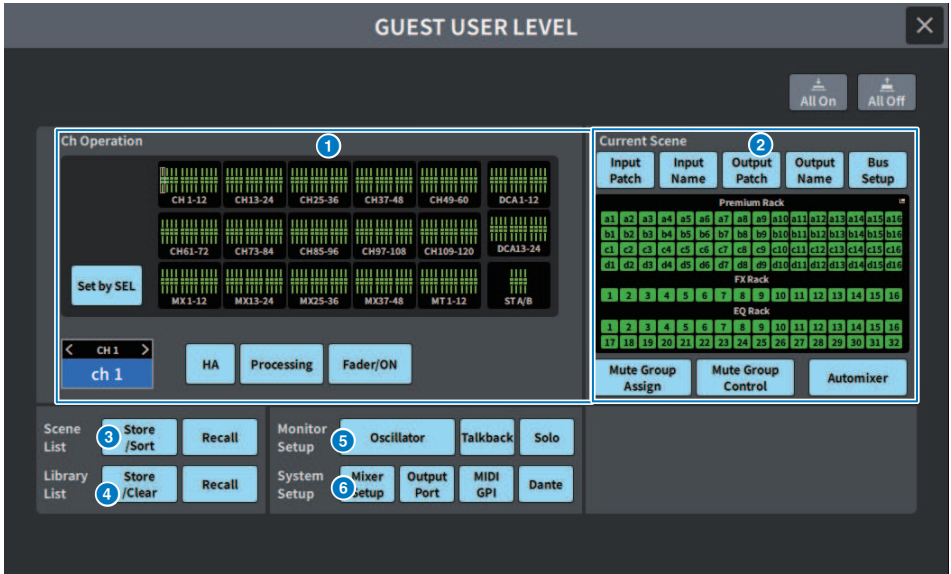 GUEST USER LEVEL
All On
All Off
Ch Operation
1
CH 1-12
CH13-24
CH25-36
CH37-48
CH49-60
DCA1-12
CH61-72
CH73-84
CH85-96
CH97-108
CH109-120
DCA13-24
Set by SEL
MX 1-12
MX13-24
MX25-36
MX37-48
MT1-12
ST A/B
CH 1
ch 1
HA
Processing
Fader/ON
Current Scene
2
Input
Patch
Input
Name
Output
Patch
Output
Name
Bus
Setup
Premium Rack
a1 a2 a3 a4 a5 a6 a7 a8 a9 a10 a11 a12 a13 a14 a15 a16
b1 b2 b3 b4 b5 b6 b7 b8 b9 b10 b11 b12 b13 b14 b15 b16
c1 c2 c3 c4 c5 c6 c7 c8 c9 c10 c11 c12 c13 c14 c15 c16
d1 d2 d3 d4 d5 d6 d7 d8 d9 d10 d11 d12 d13 d14 d15 d16
FX Rack
1 2 3 4 5 6 7 8 9 10 11 12 13 14 15 16
EQ Rack
1 2 3 4 5 6 7 8 9 10 11 12 13 14 15 16
17 18 19 20 21 22 23 24 25 26 27 28 29 30 31 32
Mute Group
Assign
Mute Group
Control
Automixer
Scene
List
3
Store
/Sort
Recall
Library
List
4
Store
/Clear
Recall
Monitor
Setup
5
Oscillator
Talkback
Solo
System
Setup
6
Mixer
Setup
Output
Port
MIDI
GPI
Dante